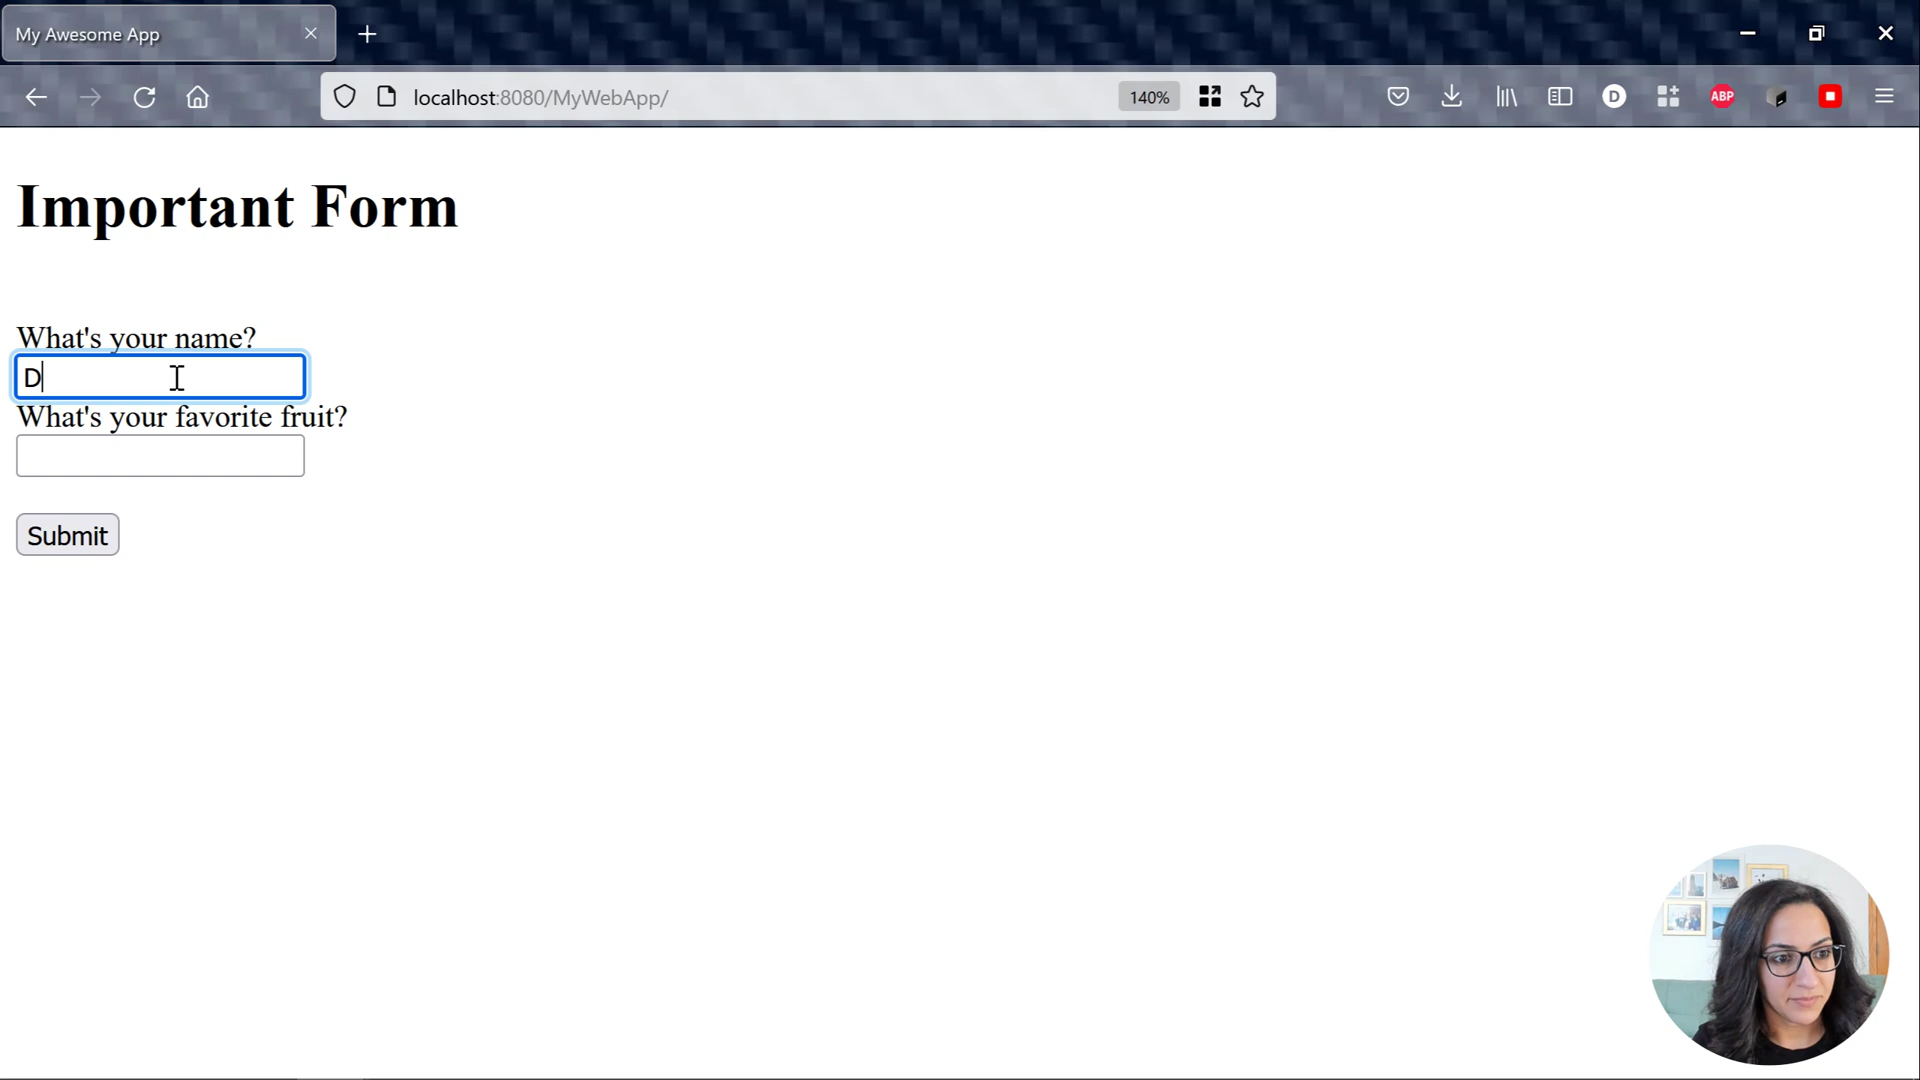 My Awesome App
localhost:8080/MyWebApp/
140%
D
ABP
Important Form
What's your name?
D
What's your favorite fruit?
Submit